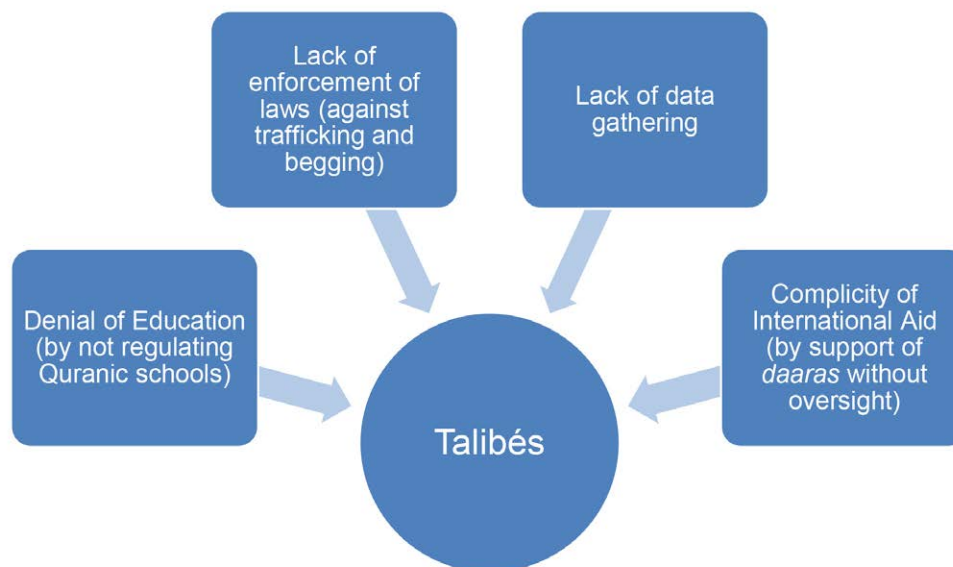 Lack of
enforcement of
laws (against
trafficking and
begging)
Lack of data
gathering
Denial of Education
(by not regulating
Quranic schools)
Complicity of
International Aid
(by support of
daaras without
oversight)
Talibés